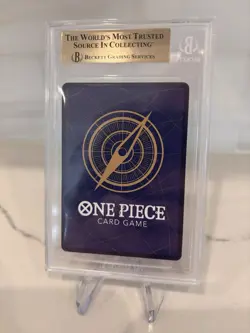 The World's Most Trusted
Source In Collecting
Beckett Grading Services
ONE PIECE
CARD GAME